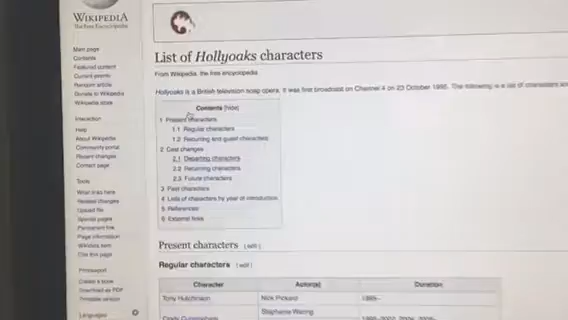 WIKIPEDIA
The Free Encyclopedia
Main page
Contents
Featured content
Current events
Random article
Donate to Wikipedia
Wikipedia store
Interaction
Help
About Wikipedia
Community portal
Recent changes
Contact page
Tools
What links here
Related changes
Upload file
Special pages
Permanent link
Page information
Wikidata item
Cite this page
Print/export
Create a book
Download as PDF
Printable version
Languages
List of Hollyoaks characters
From Wikipedia, the free encyclopedia
Hollyoaks is a British television soap opera. It was first broadcast on Channel 4 on 23 October 1995. The following is a list of characters
Contents [hide]
1 Present characters
1.1 Regular characters
1.2 Recurring and guest characters
2 Cast changes
2.1 Departing characters
2.2 Returning characters
2.3 Future characters
3 Past characters
4 Lists of characters by year of introduction
5 References
6 External links
Present characters [edit]
Regular characters [edit]
Character Actor(s) Duration
Tony Hutchinson Nick Pickard 1995–
Stephanie Waring
Cindy Cunningham